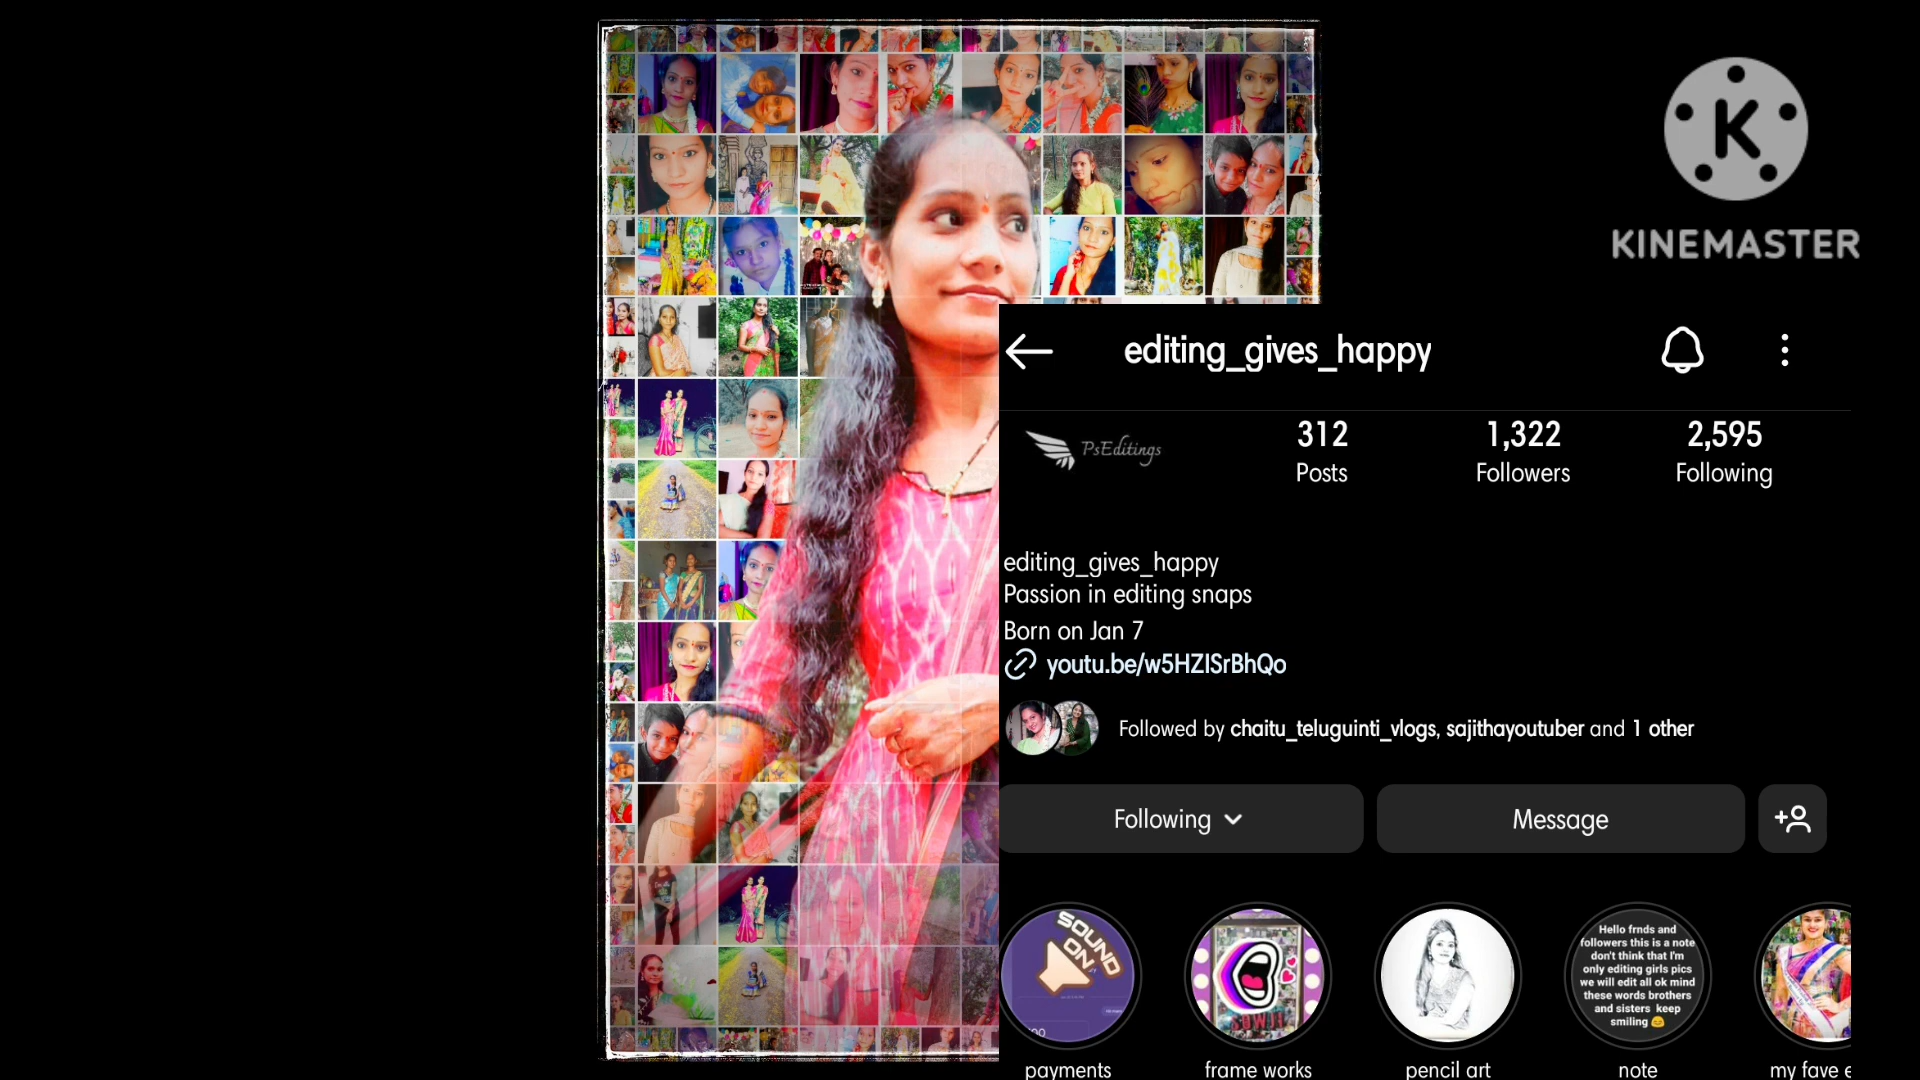 KINEMASTER
editing_gives_happy
PsEditings
312
Posts
1,322
Followers
2,595
Following
editing_gives_happy
Passion in editing snaps
Born on Jan 7
youtu.be/w5HZISrBhQo
Followed by chaitu_teluguinti_vlogs, sajithayoutuber and 1 other
Following
Message
SOUND
ON
SOWJI
Hello frnds and
followers this is a note
don't think that I'm
only editing girls pics
we will edit all ok mind
these words brothers
and sisters keep
smiling 😊
payments
frame works
pencil art
note
my fave e